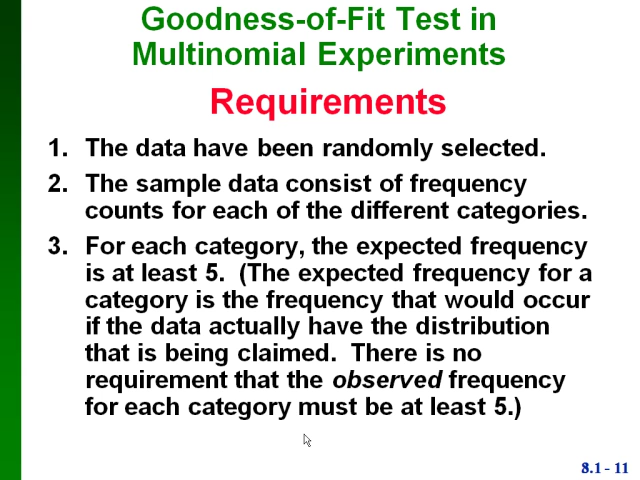 Goodness-of-Fit Test in
Multinomial Experiments
Requirements
1. The data have been randomly selected.
2. The sample data consist of frequency
counts for each of the different categories.
3. For each category, the expected frequency
is at least 5. (The expected frequency for a
category is the frequency that would occur
if the data actually have the distribution
that is being claimed. There is no
requirement that the observed frequency
for each category must be at least 5.)
8.1 - 11